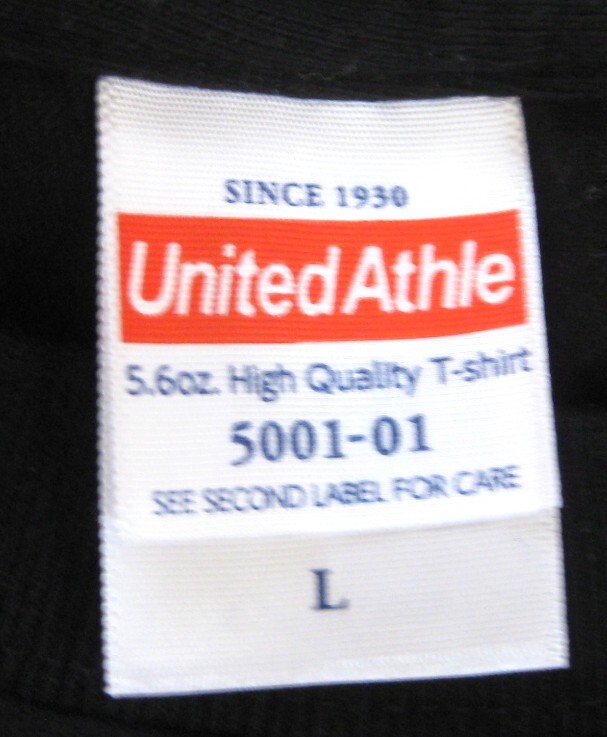 SINCE 1930
United Athle
5.6oz. High Quality T-shirt
5001-01
SEE SECOND LABEL FOR CARE
L